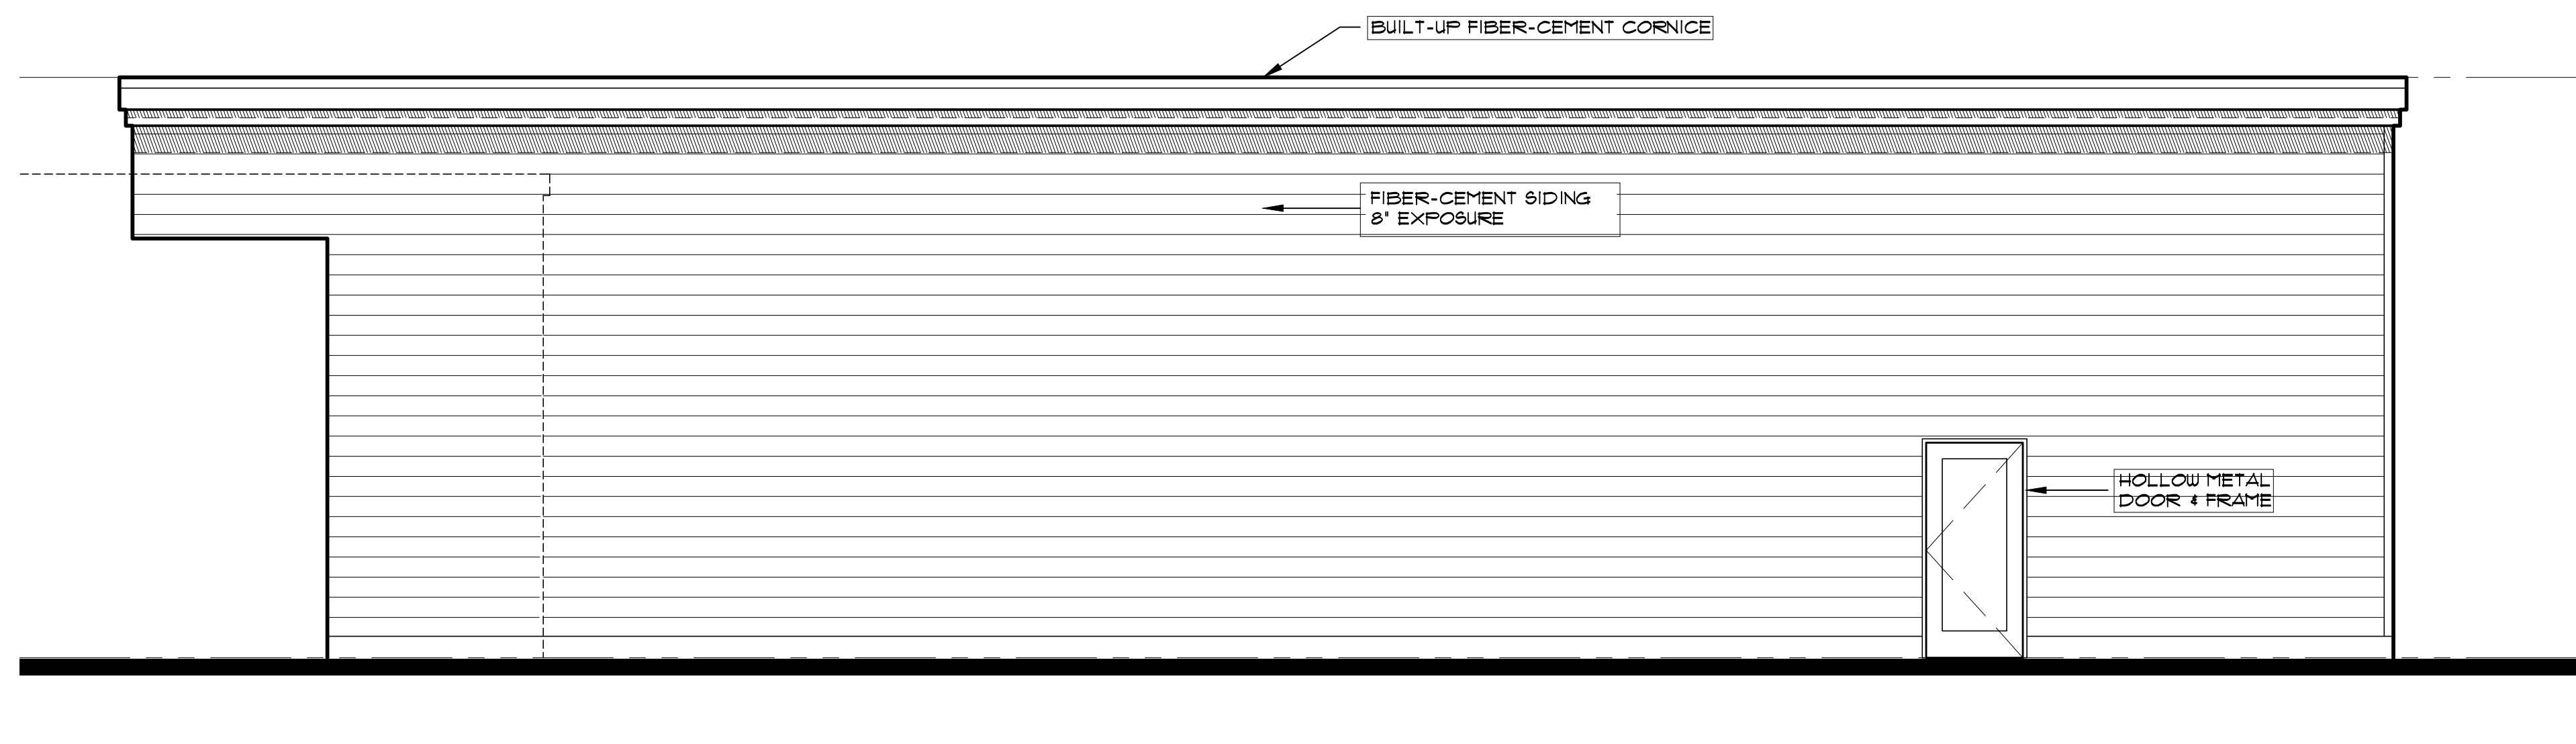 BUILT-UP FIBER-CEMENT CORNICE
FIBER-CEMENT SIDING
8" EXPOSURE
HOLLOW METAL
DOOR & FRAME